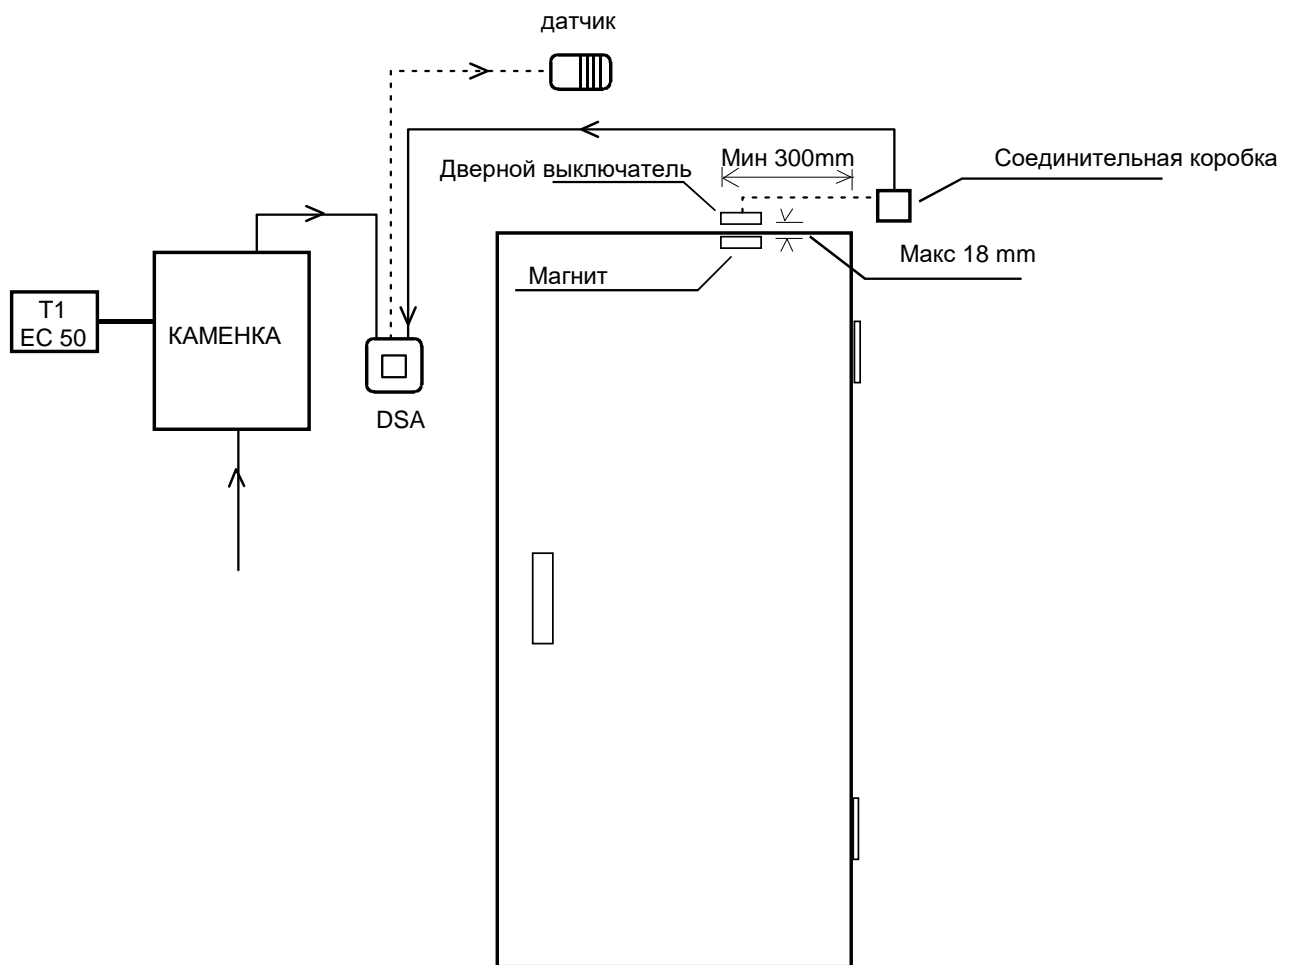 датчик
Мин 300mm
Соединительная коробка
Дверной выключатель
Макс 18 mm
Магнит
T1
EC 50
КАМЕНКА
DSA